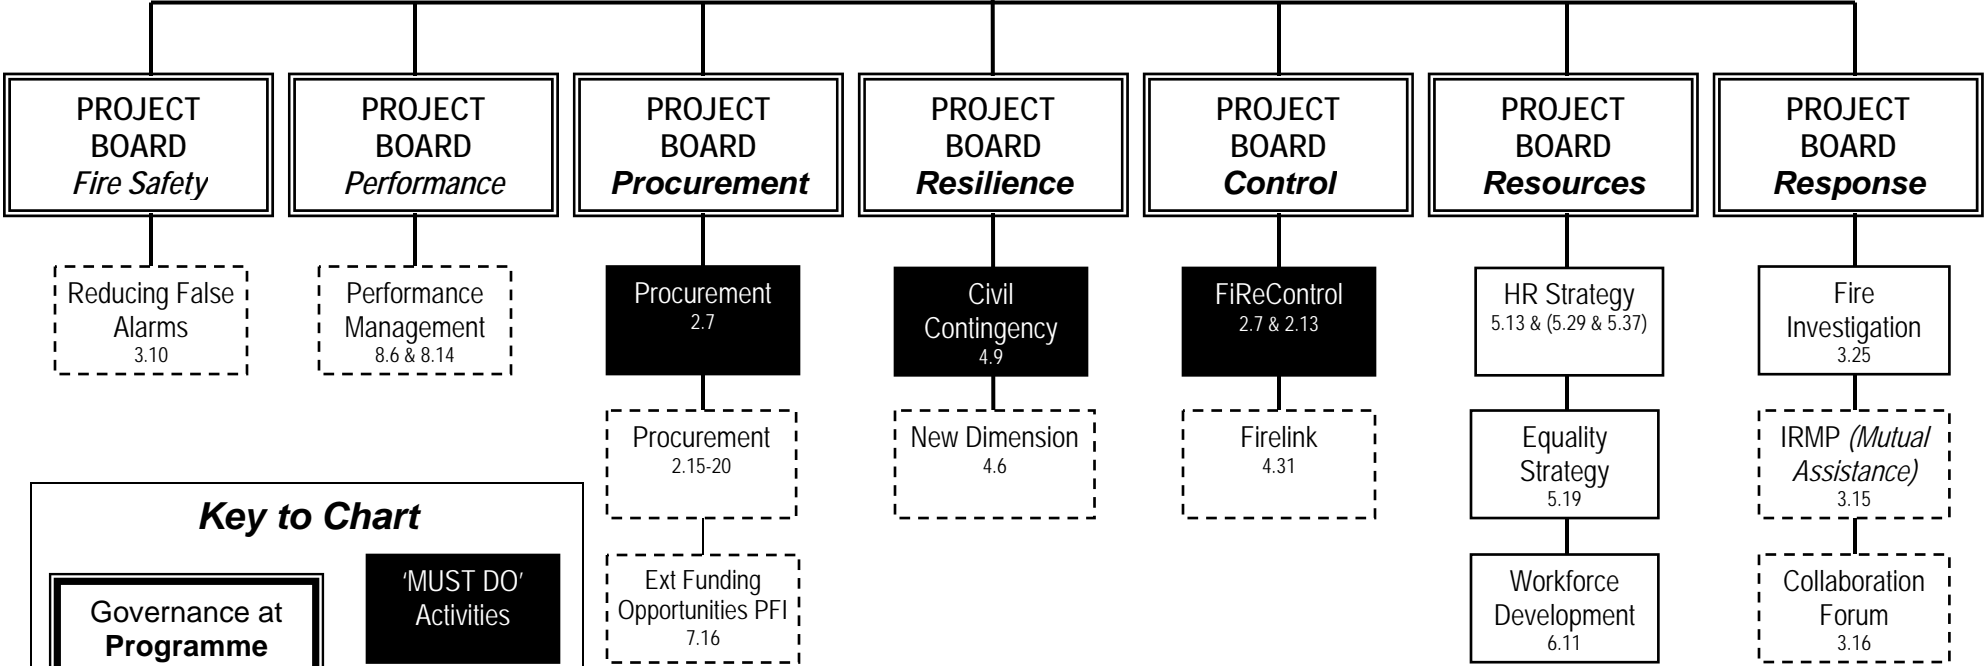 PROJECT
BOARD
Fire Safety
PROJECT
BOARD
Performance
PROJECT
BOARD
Procurement
PROJECT
BOARD
Resilience
PROJECT
BOARD
Control
PROJECT
BOARD
Resources
PROJECT
BOARD
Response
Reducing False
Alarms
3.10
Performance
Management
8.6 & 8.14
Procurement
2.7
Civil
Contingency
4.9
FiReControl
2.7 & 2.13
HR Strategy
5.13 & (5.29 & 5.37)
Fire
Investigation
3.25
Procurement
2.15-20
New Dimension
4.6
Firelink
4.31
Equality
Strategy
5.19
IRMP (Mutual
Assistance)
3.15
Ext Funding
Opportunities PFI
7.16
Workforce
Development
6.11
Collaboration
Forum
3.16
Key to Chart
Governance at
Programme
‘MUST DO’
Activities